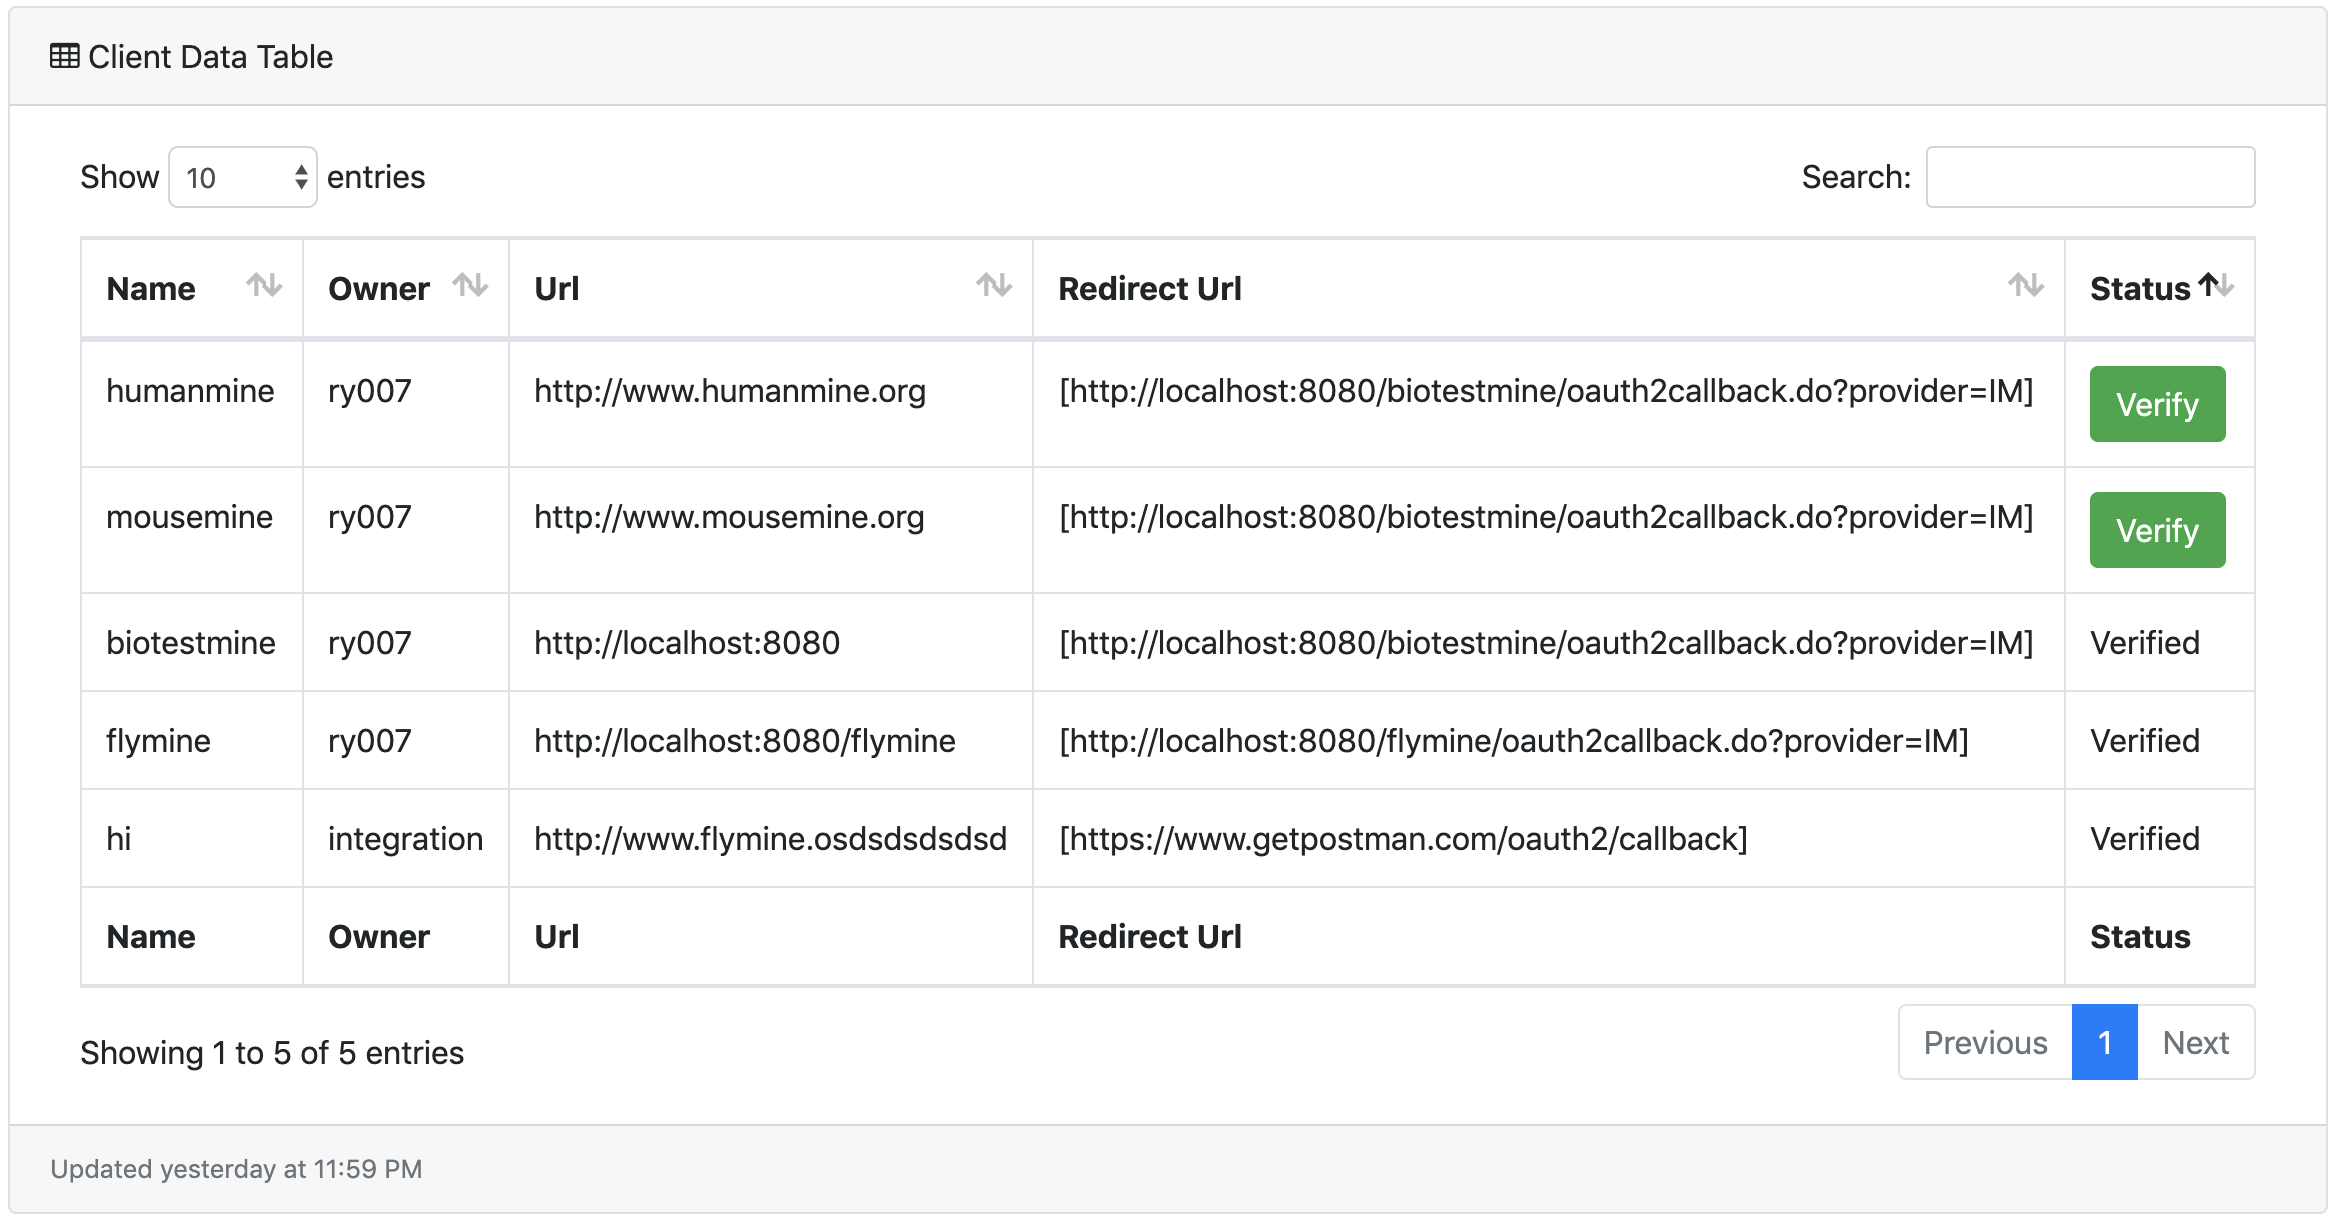 Client Data Table
Show 10 entries Search:
Name Owner Url Redirect Url Status
humanmine ry007 http://www.humanmine.org [http://localhost:8080/biotestmine/oauth2callback.do?provider=IM] Verify
mousemine ry007 http://www.mousemine.org [http://localhost:8080/biotestmine/oauth2callback.do?provider=IM] Verify
biotestmine ry007 http://localhost:8080 [http://localhost:8080/biotestmine/oauth2callback.do?provider=IM] Verified
flymine ry007 http://localhost:8080/flymine [http://localhost:8080/flymine/oauth2callback.do?provider=IM] Verified
hi integration http://www.flymine.osdsdsdsdsd [https://www.getpostman.com/oauth2/callback] Verified
Name Owner Url Redirect Url Status
Showing 1 to 5 of 5 entries Previous 1 Next
Updated yesterday at 11:59 PM